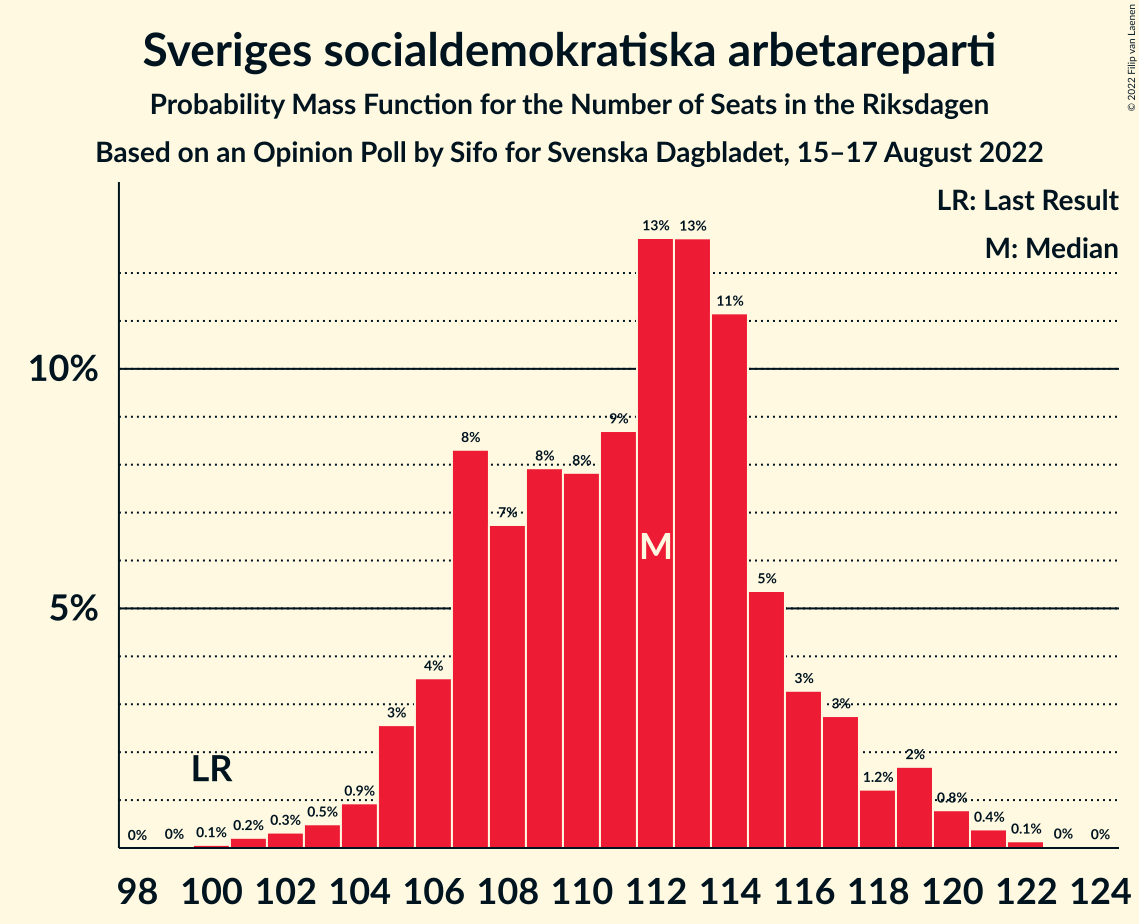 Sveriges socialdemokratiska arbetareparti
Probability Mass Function for the Number of Seats in the Riksdagen
Based on an Opinion Poll by Sifo for Svenska Dagbladet, 15–17 August 2022
© 2022 Filip van Laenen
LR: Last Result
M: Median
10%
5%
0% 0% 0.1% 0.2% 0.3% 0.5% 0.9% 3% 4% 8% 7% 8% 8% 9% 13% 13% 11% 5% 3% 3% 1.2% 2% 0.8% 0.4% 0.1% 0% 0%
LR
M
98 100 102 104 106 108 110 112 114 116 118 120 122 124